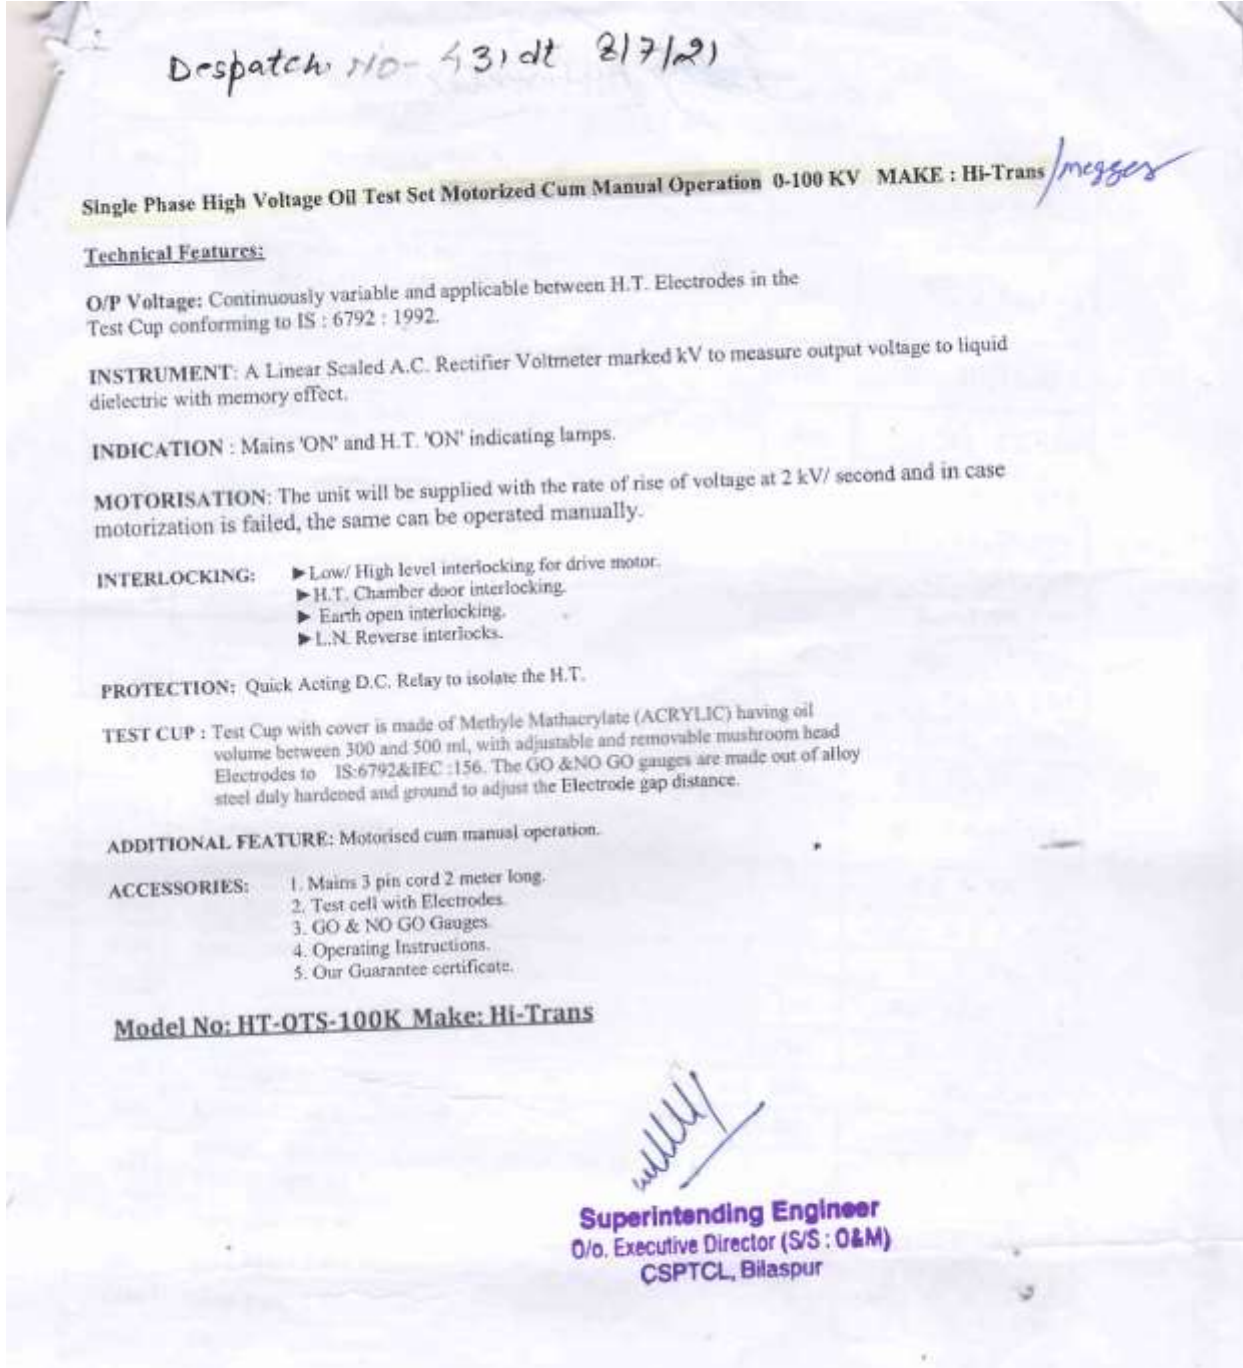 Despatch No- 431 dt 8/7/21
Single Phase High Voltage Oil Test Set Motorized Cum Manual Operation 0-100 KV MAKE : Hi-Trans /megger
Technical Features:
O/P Voltage: Continuously variable and applicable between H.T. Electrodes in the
Test Cup conforming to IS : 6792 : 1992.
INSTRUMENT: A Linear Scaled A.C. Rectifier Voltmeter marked kV to measure output voltage to liquid
dielectric with memory effect.
INDICATION : Mains 'ON' and H.T. 'ON' indicating lamps.
MOTORISATION: The unit will be supplied with the rate of rise of voltage at 2 kV/ second and in case
motorization is failed, the same can be operated manually.
INTERLOCKING: ►Low/ High level interlocking for drive motor.
►H.T. Chamber door interlocking.
► Earth open interlocking.
►L.N. Reverse interlocks.
PROTECTION: Quick Acting D.C. Relay to isolate the H.T.
TEST CUP : Test Cup with cover is made of Methyle Mathacrylate (ACRYLIC) having oil
volume between 300 and 500 ml, with adjustable and removable mushroom head
Electrodes to IS:6792&IEC :156. The GO &NO GO gauges are made out of alloy
steel duly hardened and ground to adjust the Electrode gap distance.
ADDITIONAL FEATURE: Motorised cum manual operation.
ACCESSORIES: 1. Mains 3 pin cord 2 meter long.
2. Test cell with Electrodes.
3. GO & NO GO Gauges.
4. Operating Instructions.
5. Our Guarantee certificate.
Model No: HT-OTS-100K Make: Hi-Trans
Superintending Engineer
O/o. Executive Director (S/S : O&M)
CSPTCL, Bilaspur